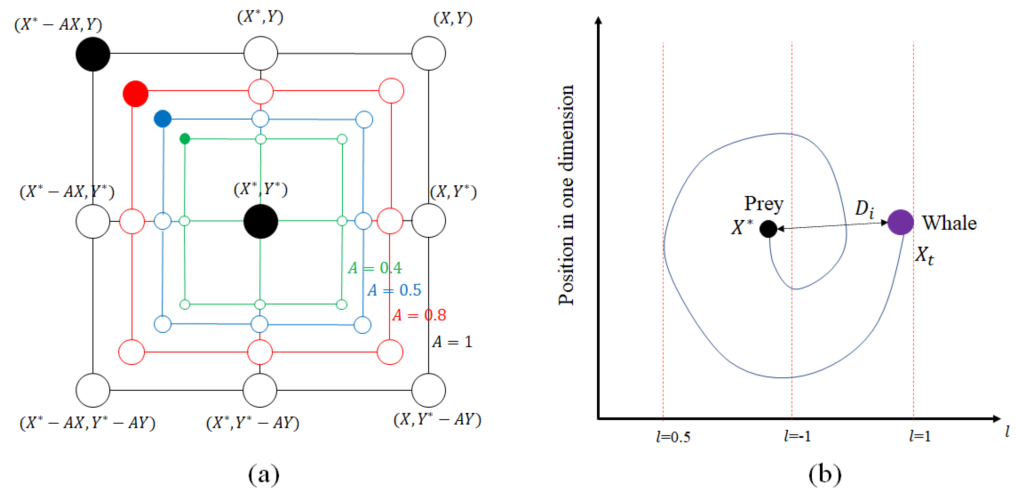 (X*−AX,Y)
(X*,Y)
(X,Y)
(X*−AX,Y*)
(X*,Y*)
(X,Y*)
A = 0.4
A = 0.5
A = 0.8
A = 1
(X*−AX,Y*−AY)
(X*,Y*−AY)
(X,Y*−AY)
(a)
Position in one dimension
Prey
X*
D_i
Whale
X_t
l=0.5
l=-1
l=1
l
(b)